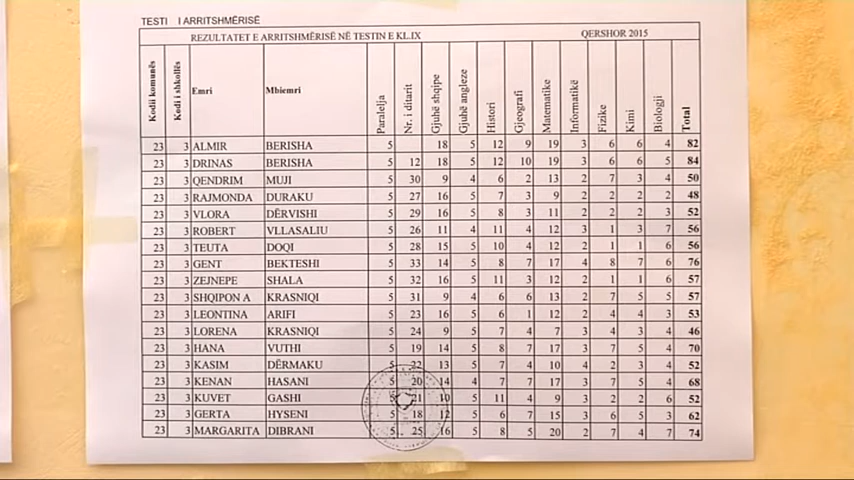 TESTI I ARRITSHMËRISË
REZULTATET E ARRITSHMËRISË NË TESTIN E KL.IX QERSHOR 2015
Kodi i komunës Kodi i shkollës Emri Mbiemri Paralelja Nr. i ditarit Gjuhë shqipe Gjuhë angleze Histori Gjeografi Matematike Informatikë Fizike Kimi Biologji Total
23 3 ALMIR BERISHA 5 18 5 12 9 19 3 6 6 4 82
23 3 DRINAS BERISHA 5 12 18 5 12 10 19 3 6 6 5 84
23 3 QENDRIM MUJI 5 30 9 4 6 2 13 2 7 3 4 50
23 3 RAJMONDA DURAKU 5 27 16 5 7 3 9 2 2 2 2 48
23 3 VLORA DËRVISHI 5 29 16 5 8 3 11 2 2 2 3 52
23 3 ROBERT VLLASALIU 5 26 11 4 11 4 12 3 1 3 7 56
23 3 TEUTA DOQI 5 28 15 5 10 4 12 2 1 1 6 56
23 3 GENT BEKTESHI 5 33 14 5 8 7 17 4 8 7 6 76
23 3 ZEJNEPE SHALA 5 32 16 5 11 3 12 2 1 1 6 57
23 3 SHQIPON A KRASNIQI 5 31 9 4 6 6 13 2 7 5 5 57
23 3 LEONTINA ARIFI 5 23 16 5 6 1 12 2 4 4 3 53
23 3 LORENA KRASNIQI 5 24 9 5 7 4 7 3 4 4 3 46
23 3 HANA VUTHI 5 19 14 5 8 7 17 3 7 5 4 70
23 3 KASIM DËRMAKU 5 22 13 5 7 4 10 4 2 3 4 52
23 3 KENAN HASANI 5 20 14 4 7 7 17 3 7 5 4 68
23 3 KUVET GASHI 5 21 10 5 11 4 9 3 2 2 6 52
23 3 GERTA HYSENI 5 18 12 5 6 7 15 3 6 5 3 62
23 3 MARGARITA DIBRANI 5 25 16 5 8 5 20 2 7 4 7 74